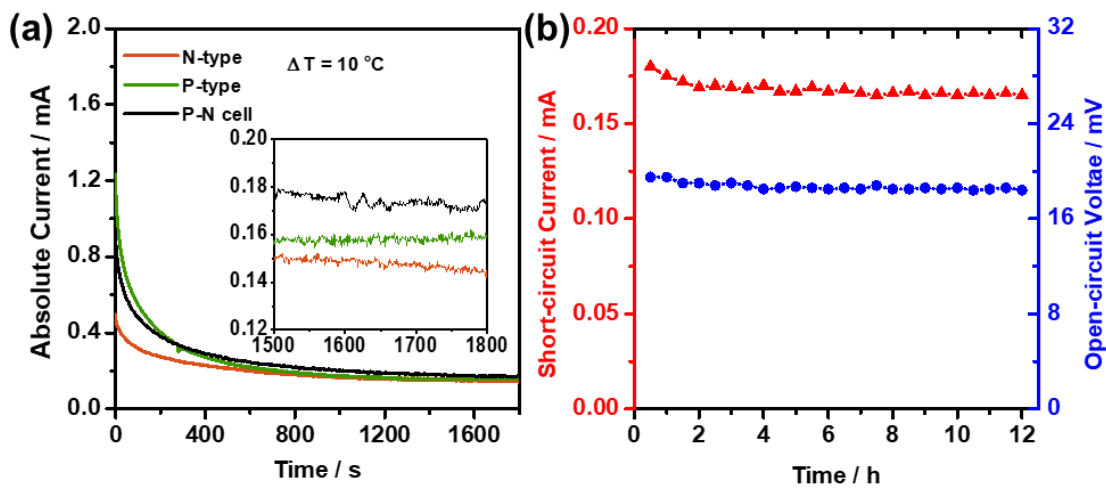 (a)
2.0
1.6
1.2
0.8
0.4
0.0
Absolute Current / mA
N-type
P-type
P-N cell
Δ T = 10 °C
0.20
0.18
0.16
0.14
0.12
1500 1600 1700 1800
0 400 800 1200 1600
Time / s
(b)
0.20
0.15
0.10
0.05
0.00
Short-circuit Current / mA
32
24
16
8
0
Open-circuit Voltae / mV
0 2 4 6 8 10 12
Time / h